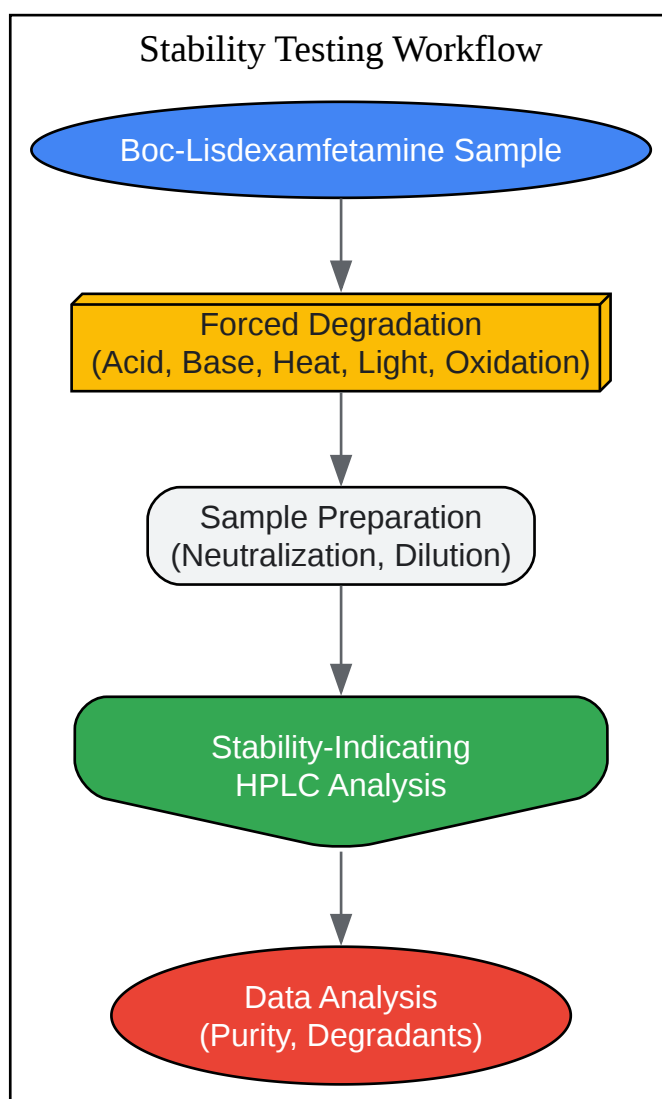 Stability Testing Workflow
Boc-Lisdexamfetamine Sample
Forced Degradation
(Acid, Base, Heat, Light, Oxidation)
Sample Preparation
(Neutralization, Dilution)
Stability-Indicating
HPLC Analysis
Data Analysis
(Purity, Degradants)